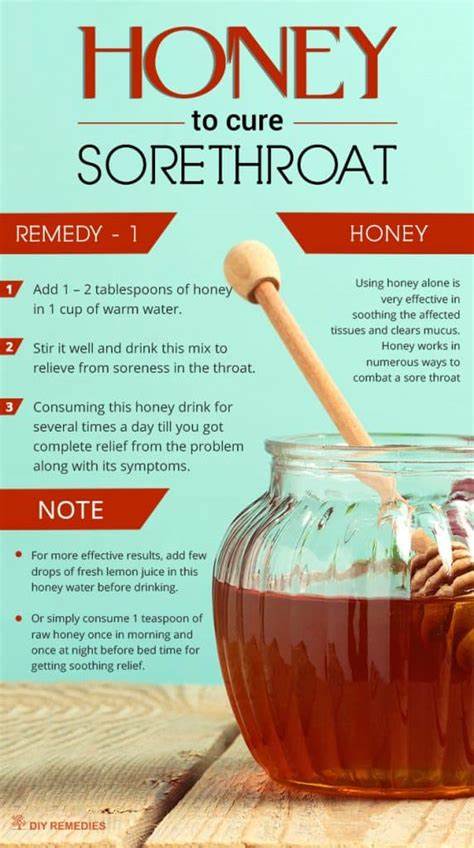 HONEY
to cure
SORETHROAT
REMEDY - 1
1 Add 1 – 2 tablespoons of honey
in 1 cup of warm water.
2 Stir it well and drink this mix to
relieve from soreness in the throat.
3 Consuming this honey drink for
several times a day till you got
complete relief from the problem
along with its symptoms.
HONEY
Using honey alone is
very effective in
soothing the affected
tissues and clears mucus.
Honey works in
numerous ways to
combat a sore throat
NOTE
• For more effective results, add few
drops of fresh lemon juice in this
honey water before drinking.
• Or simply consume 1 teaspoon of
raw honey once in morning and
once at night before bed time for
getting soothing relief.
DIY REMEDIES